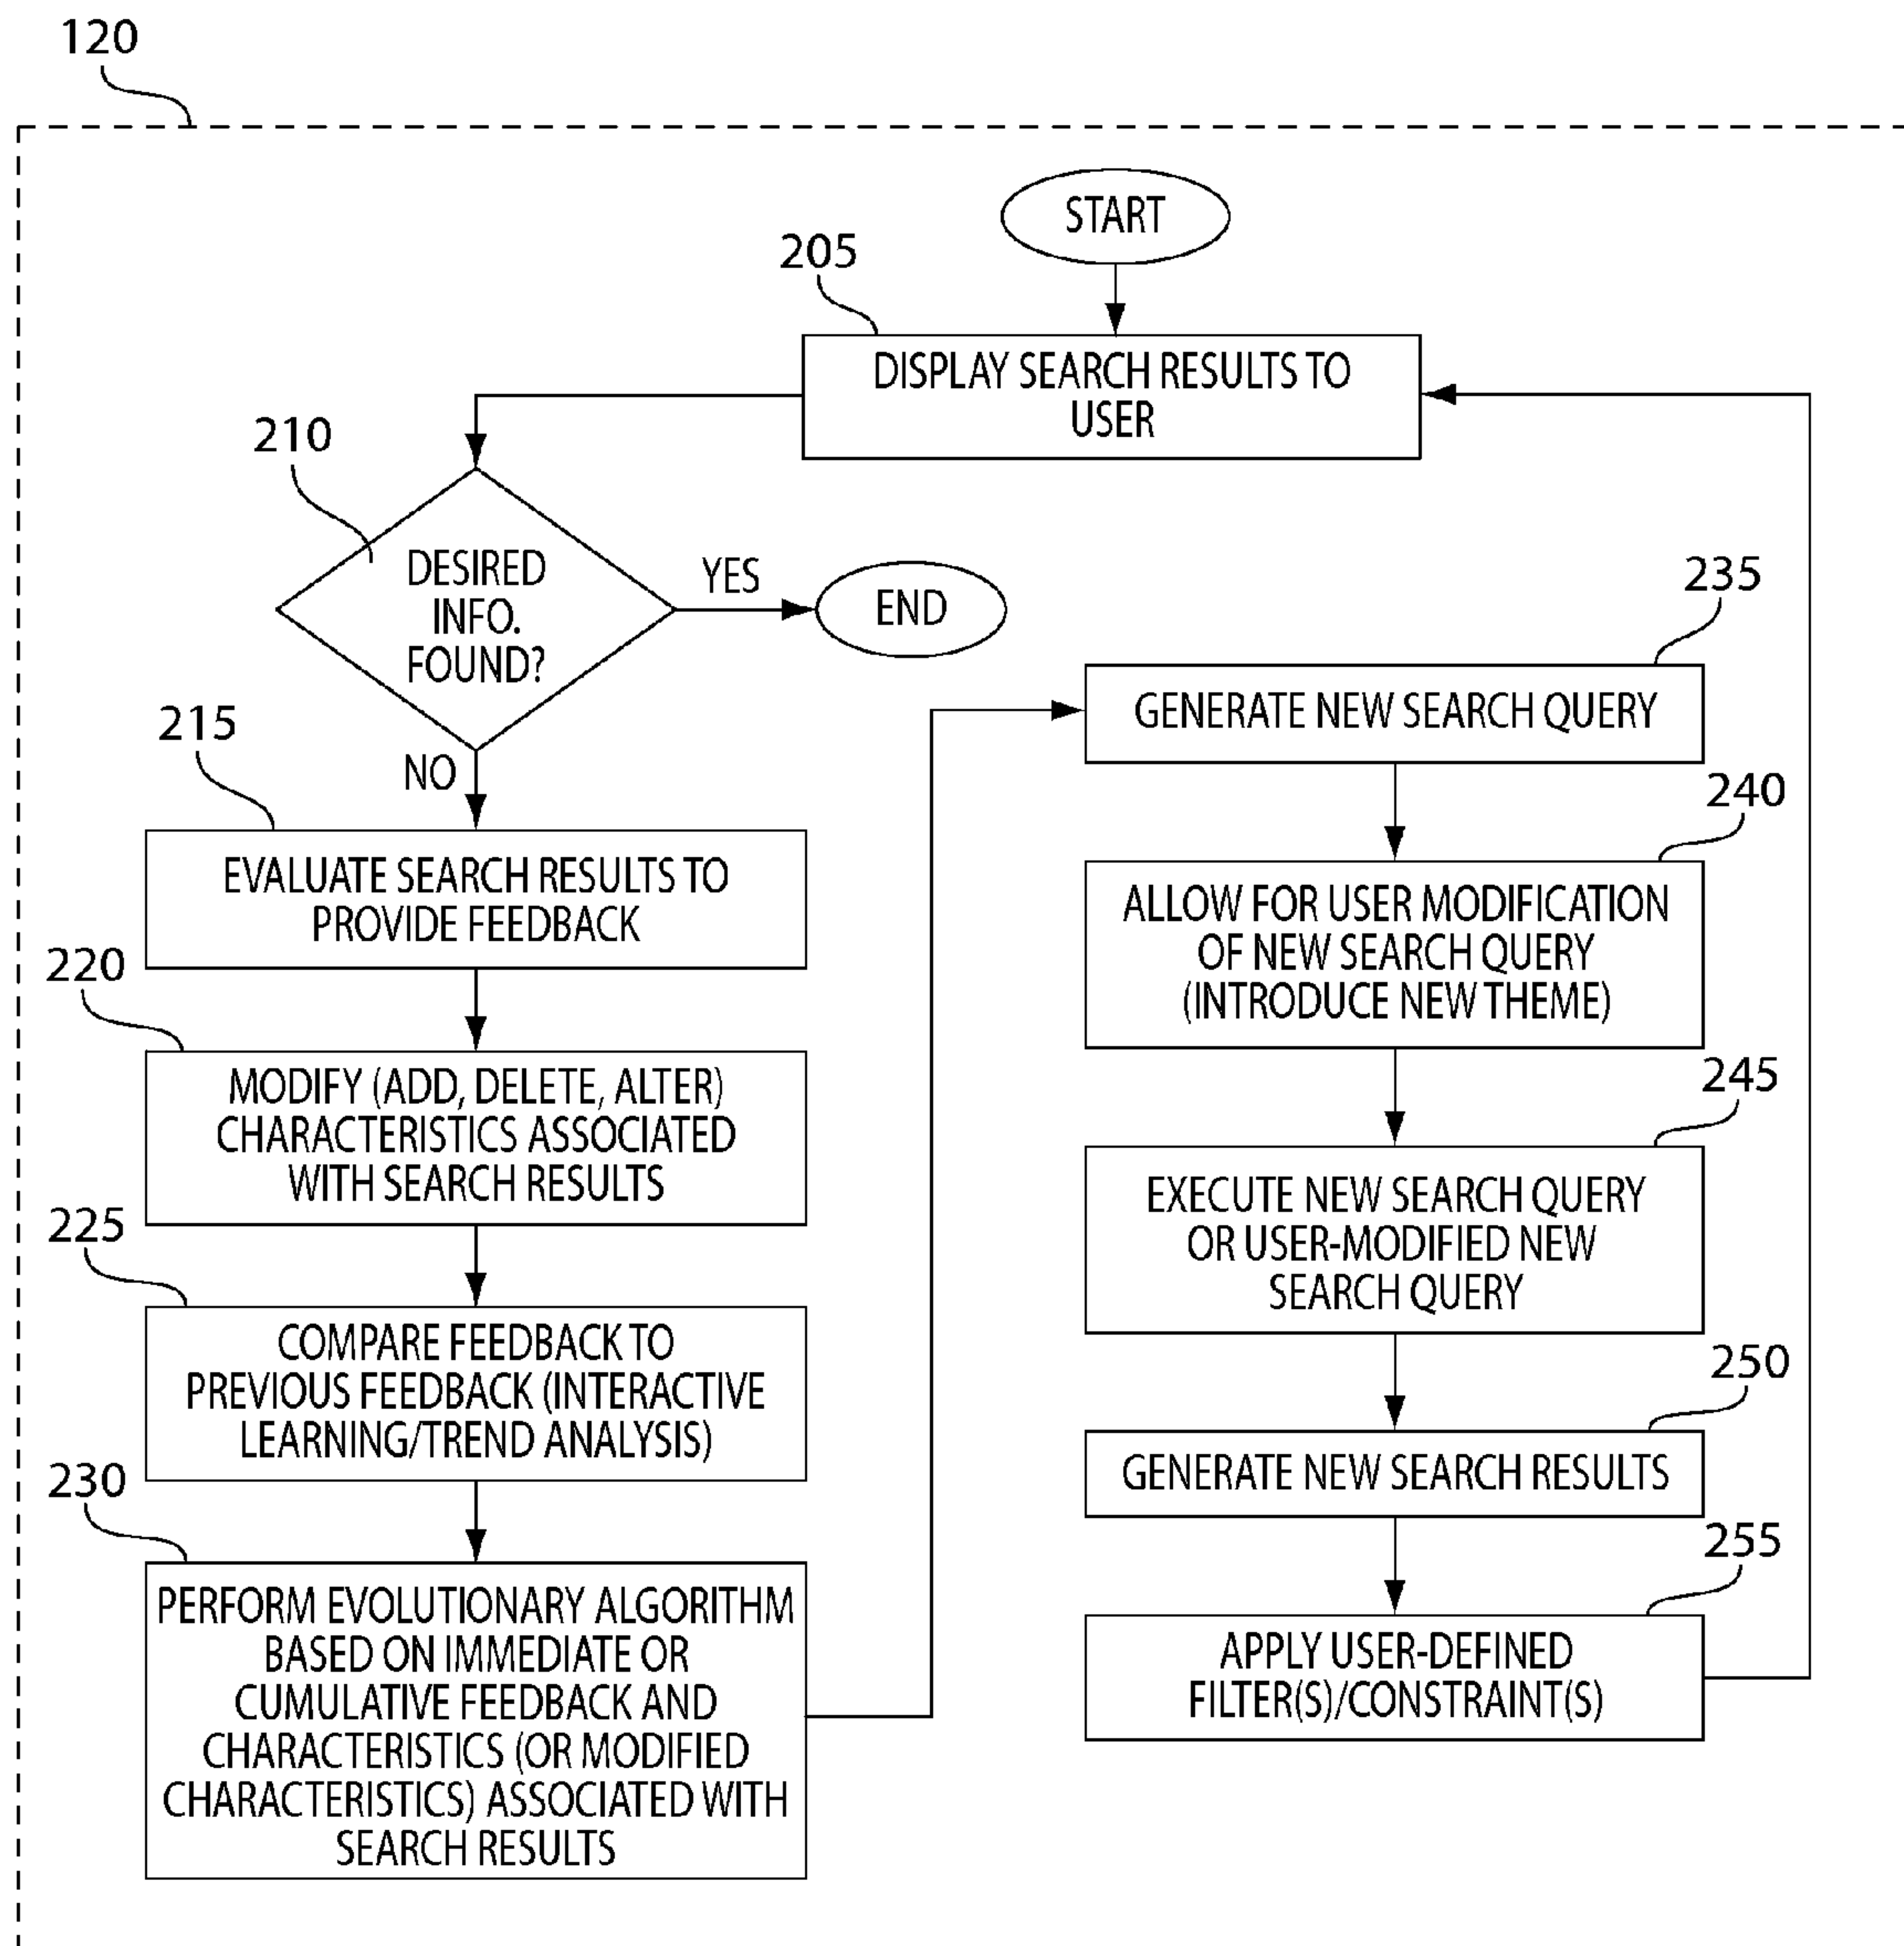 120
START
205
DISPLAY SEARCH RESULTS TO
USER
210
DESIRED
INFO.
FOUND?
YES
END
NO
215
EVALUATE SEARCH RESULTS TO
PROVIDE FEEDBACK
220
MODIFY (ADD, DELETE, ALTER)
CHARACTERISTICS ASSOCIATED
WITH SEARCH RESULTS
225
COMPARE FEEDBACK TO
PREVIOUS FEEDBACK (INTERACTIVE
LEARNING/TREND ANALYSIS)
230
PERFORM EVOLUTIONARY ALGORITHM
BASED ON IMMEDIATE OR
CUMULATIVE FEEDBACK AND
CHARACTERISTICS (OR MODIFIED
CHARACTERISTICS) ASSOCIATED WITH
SEARCH RESULTS
235
GENERATE NEW SEARCH QUERY
240
ALLOW FOR USER MODIFICATION
OF NEW SEARCH QUERY
(INTRODUCE NEW THEME)
245
EXECUTE NEW SEARCH QUERY
OR USER-MODIFIED NEW
SEARCH QUERY
250
GENERATE NEW SEARCH RESULTS
255
APPLY USER-DEFINED
FILTER(S)/CONSTRAINT(S)